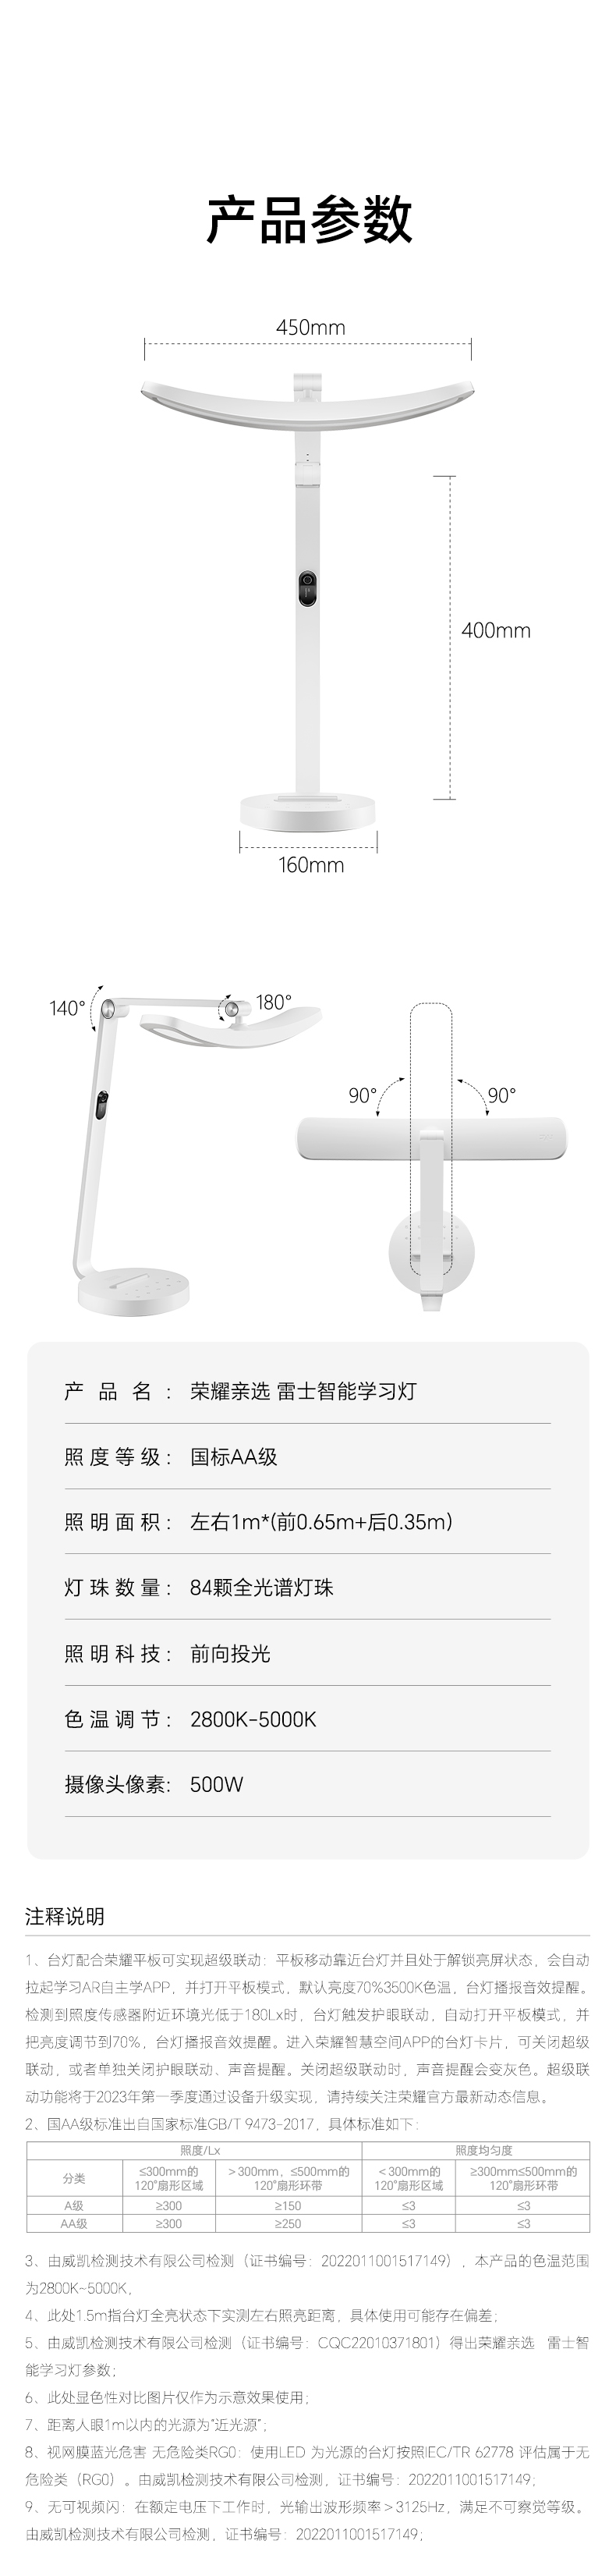 产品参数
450mm
400mm
160mm
140°
180°
90°
90°
产品名: 荣耀亲选 雷士智能学习灯
照度等级: 国标AA级
照明面积: 左右1m*(前0.65m+后0.35m)
灯珠数量: 84颗全光谱灯珠
照明科技: 前向投光
色温调节: 2800K-5000K
摄像头像素: 500W
注释说明
1、台灯配合荣耀平板可实现超级联动：平板移动靠近台灯并且处于解锁亮屏状态，会自动
拉起学习AR自主学APP，并打开平板模式，默认亮度70%3500K色温，台灯播报音效提醒。
检测到照度传感器附近环境光低于180Lx时，台灯触发护眼联动，自动打开平板模式，并
把亮度调节到70%，台灯播报音效提醒。进入荣耀智慧空间APP的台灯卡片，可关闭超级
联动，或者单独关闭护眼联动、声音提醒。关闭超级联动时，声音提醒会变灰色。超级联
动功能将于2023年第一季度通过设备升级实现，请持续关注荣耀官方最新动态信息。
2、国AA级标准出自国家标准GB/T 9473-2017，具体标准如下：
照度/Lx 照度均匀度
分类 ≤300mm的 120°扇形区域 ＞300mm，≤500mm的 120°扇形环带 ＜300mm的 120°扇形区域 ≥300mm≤500mm的 120°扇形环带
A级 ≥300 ≥150 ≤3 ≤3
AA级 ≥300 ≥250 ≤3 ≤3
3、由威凯检测技术有限公司检测（证书编号：2022011001517149），本产品的色温范围
为2800K~5000K，
4、此处1.5m指台灯全亮状态下实测左右照亮距离，具体使用可能存在偏差；
5、由威凯检测技术有限公司检测（证书编号：CQC22010371801）得出荣耀亲选 雷士智
能学习灯参数；
6、此处显色性对比图片仅作为示意效果使用；
7、距离人眼1m以内的光源为“近光源”；
8、视网膜蓝光危害 无危险类RG0：使用LED 为光源的台灯按照IEC/TR 62778 评估属于无
危险类（RG0）。由威凯检测技术有限公司检测，证书编号：2022011001517149；
9、无可视频闪：在额定电压下工作时，光输出波形频率＞3125Hz，满足不可察觉等级。
由威凯检测技术有限公司检测，证书编号：2022011001517149；